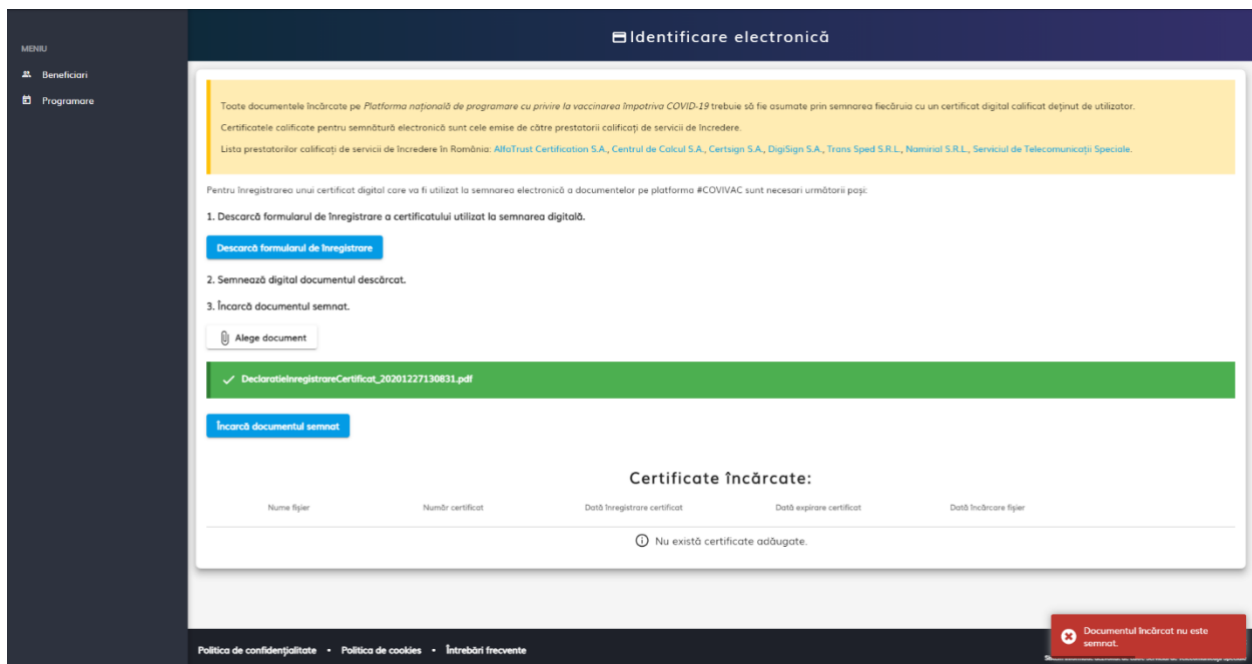 Identificare electronică
MENIU
Beneficiari
Programare
Toate documentele încărcate pe Platforma națională de programare cu privire la vaccinarea împotriva COVID-19 trebuie să fie asumate prin semnarea fiecăruia cu un certificat digital calificat deținut de utilizator.
Certificatele calificate pentru semnătură electronică sunt cele emise de către prestatorii calificați de servicii de încredere.
Lista prestatorilor calificați de servicii de încredere în România: AlfaTrust Certification S.A., Centrul de Calcul S.A., Certsign S.A., DigiSign S.A., Trans Sped S.R.L., Namirial S.R.L., Serviciul de Telecomunicații Speciale.
Pentru înregistrarea unui certificat digital care va fi utilizat la semnarea electronică a documentelor pe platforma #COVIVAC sunt necesari următorii pași:
1. Descarcă formularul de înregistrare a certificatului utilizat la semnarea digitală.
Descarcă formularul de înregistrare
2. Semnează digital documentul descărcat.
3. Încarcă documentul semnat.
Alege document
DeclaratieInregistrareCertificat_20201227130831.pdf
Încarcă documentul semnat
Certificate încărcate:
Nume fișier Număr certificat Dată înregistrare certificat Dată expirare certificat Dată încărcare fișier
Nu există certificate adăugate.
Documentul încărcat nu este
semnat.
Politica de confidențialitate • Politica de cookies • Întrebări frecvente